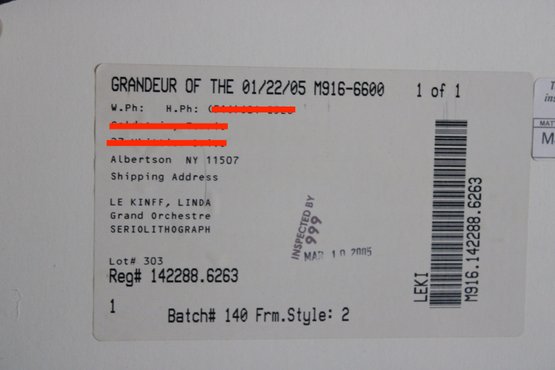 GRANDEUR OF THE 01/22/05 M916-6600 1 of 1
W.Ph: H.Ph:
Albertson NY 11507
Shipping Address
LE KINFF, LINDA
Grand Orchestre
SERIOLITHOGRAPH
INSPECTED BY
999
MAR 10 2005
Lot# 303
Reg# 142288.6263
1
Batch# 140 Frm.Style: 2
LEKI
M916.142288.6263